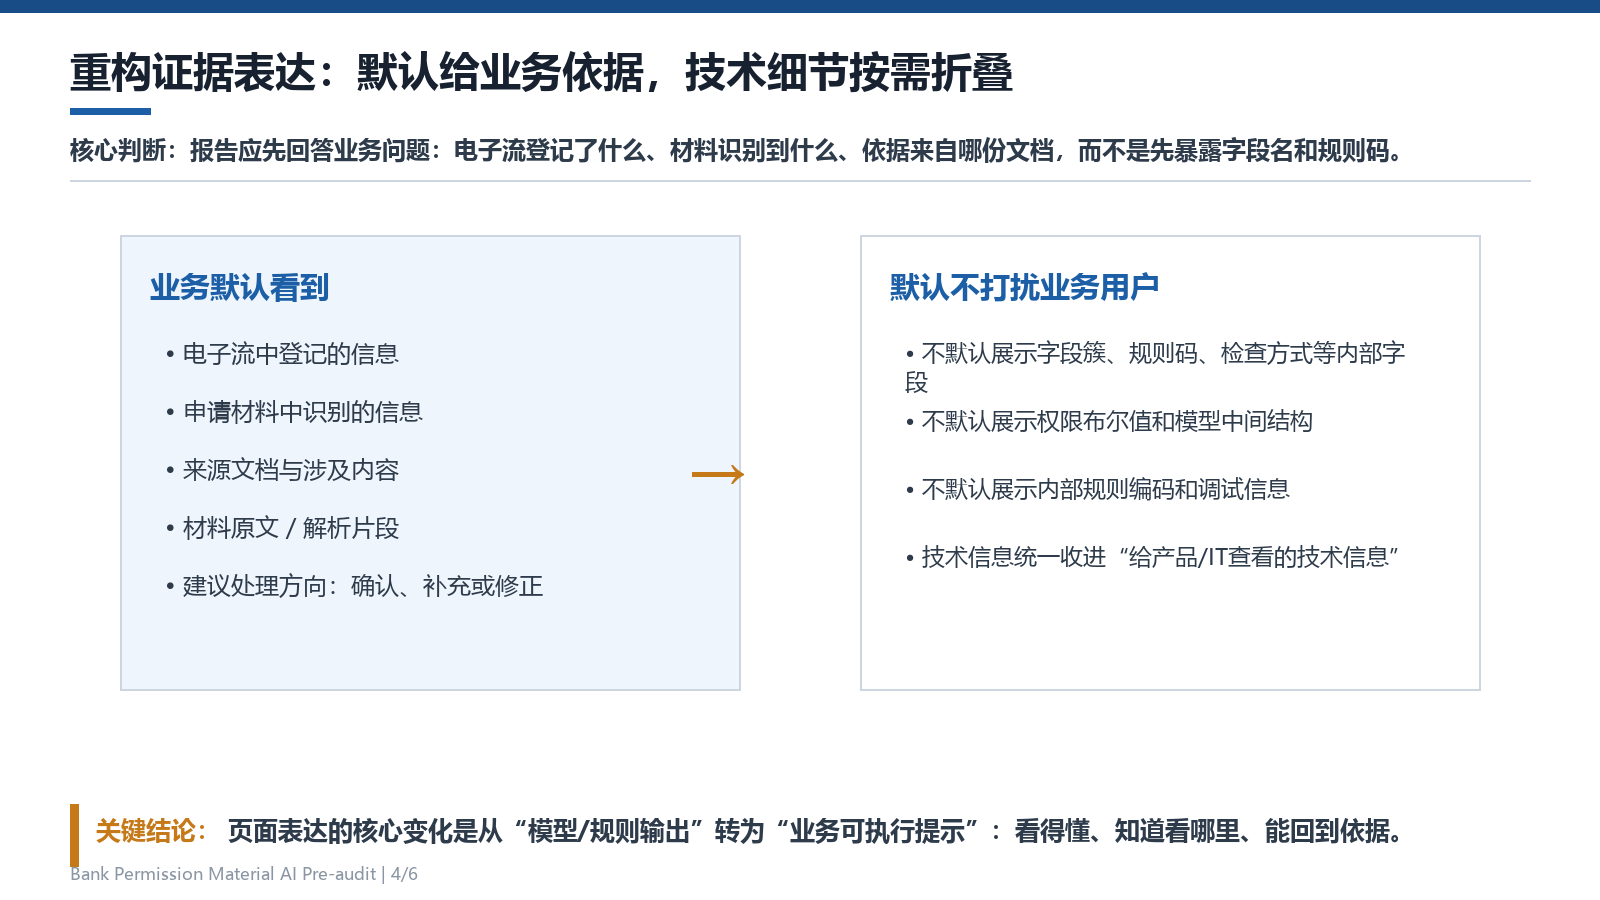 重构证据表达：默认给业务依据，技术细节按需折叠
核心判断：报告应先回答业务问题：电子流登记了什么、材料识别到什么、依据来自哪份文档，而不是先暴露字段名和规则码。
业务默认看到
• 电子流中登记的信息
• 申请材料中识别的信息
• 来源文档与涉及内容
• 材料原文 / 解析片段
• 建议处理方向：确认、补充或修正
→
默认不打扰业务用户
• 不默认展示字段簇、规则码、检查方式等内部字
段
• 不默认展示权限布尔值和模型中间结构
• 不默认展示内部规则编码和调试信息
• 技术信息统一收进“给产品/IT查看的技术信息”
关键结论： 页面表达的核心变化是从“模型/规则输出”转为“业务可执行提示”：看得懂、知道看哪里、能回到依据。
Bank Permission Material AI Pre-audit | 4/6